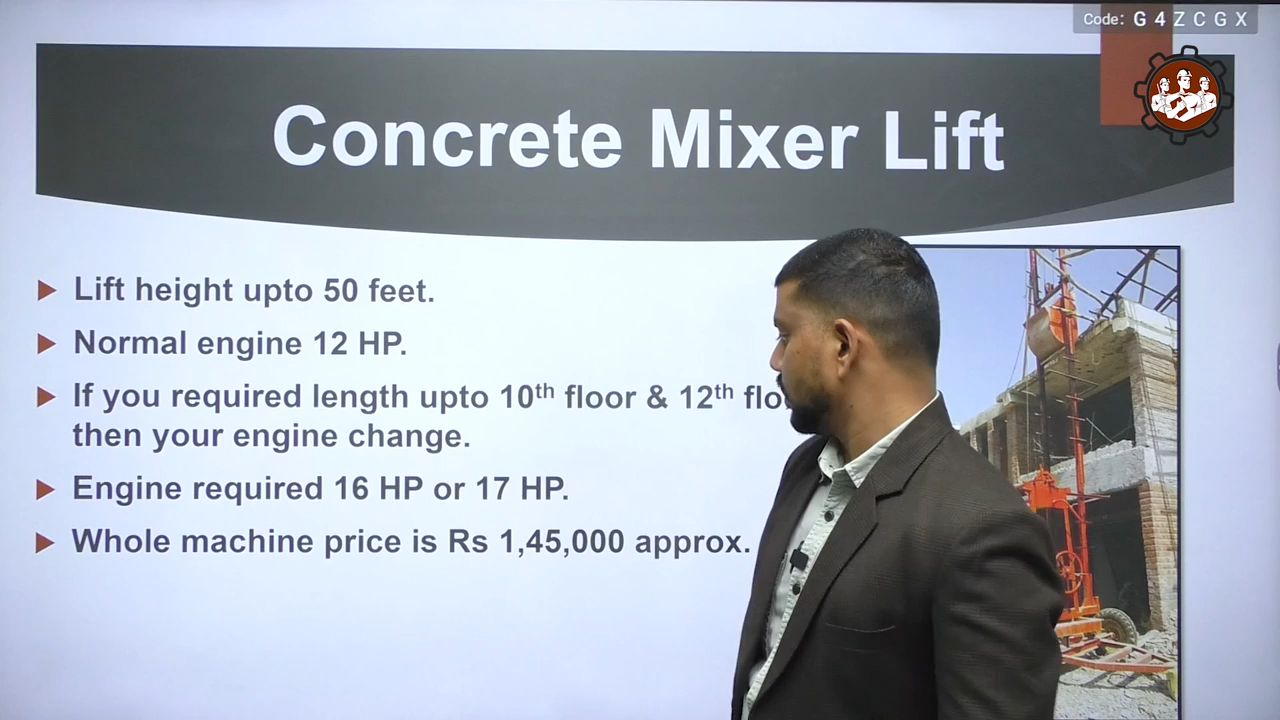 Code: G 4 Z C G X
Concrete Mixer Lift
Lift height upto 50 feet.
Normal engine 12 HP.
If you required length upto 10th floor & 12th
then your engine change.
Engine required 16 HP or 17 HP.
Whole machine price is Rs 1,45,000 approx.